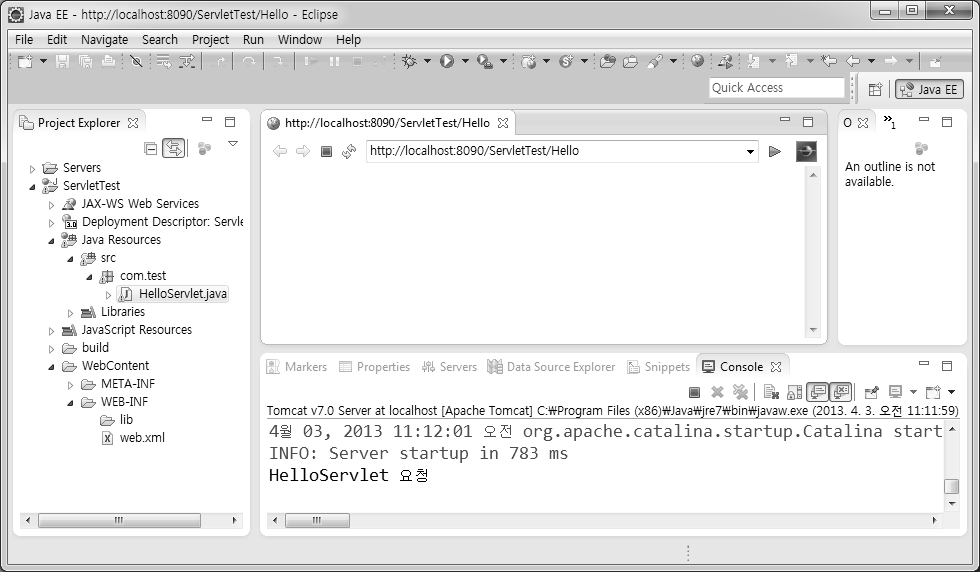 Java EE - http://localhost:8090/ServletTest/Hello - Eclipse
File Edit Navigate Search Project Run Window Help
Quick Access
Java EE
Project Explorer
Servers
ServletTest
JAX-WS Web Services
3.0 Deployment Descriptor: Servle
Java Resources
src
com.test
HelloServlet.java
Libraries
JavaScript Resources
build
WebContent
META-INF
WEB-INF
lib
web.xml
http://localhost:8090/ServletTest/Hello
http://localhost:8090/ServletTest/Hello
O
»1
An outline is not
available.
Markers Properties Servers Data Source Explorer Snippets Console
Tomcat v7.0 Server at localhost [Apache Tomcat] C:₩Program Files (x86)₩Java₩jre7₩bin₩javaw.exe (2013. 4. 3. 오전 11:11:59)
4월 03, 2013 11:12:01 오전 org.apache.catalina.startup.Catalina start
INFO: Server startup in 783 ms
HelloServlet 요청